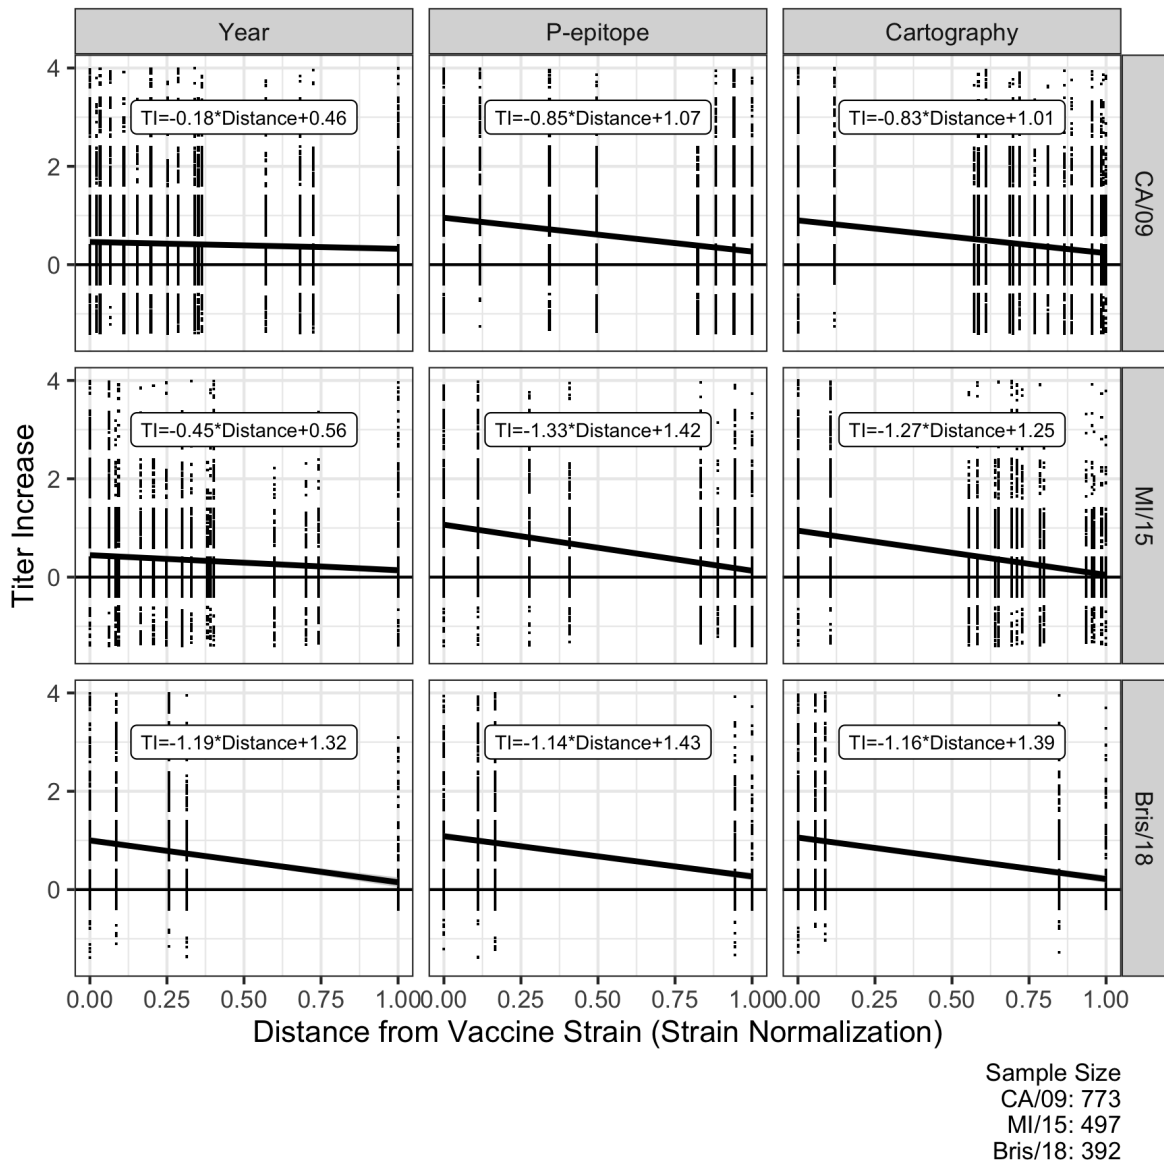 Year P-epitope Cartography
4
2
0
TI=-0.18*Distance+0.46 TI=-0.85*Distance+1.07 TI=-0.83*Distance+1.01
CA/09
4
2
0
TI=-0.45*Distance+0.56 TI=-1.33*Distance+1.42 TI=-1.27*Distance+1.25
MI/15
Titer Increase
4
2
0
TI=-1.19*Distance+1.32 TI=-1.14*Distance+1.43 TI=-1.16*Distance+1.39
Bris/18
0.00 0.25 0.50 0.75 1.00 0.00 0.25 0.50 0.75 1.00 0.00 0.25 0.50 0.75 1.00
Distance from Vaccine Strain (Strain Normalization)
Sample Size
CA/09: 773
MI/15: 497
Bris/18: 392